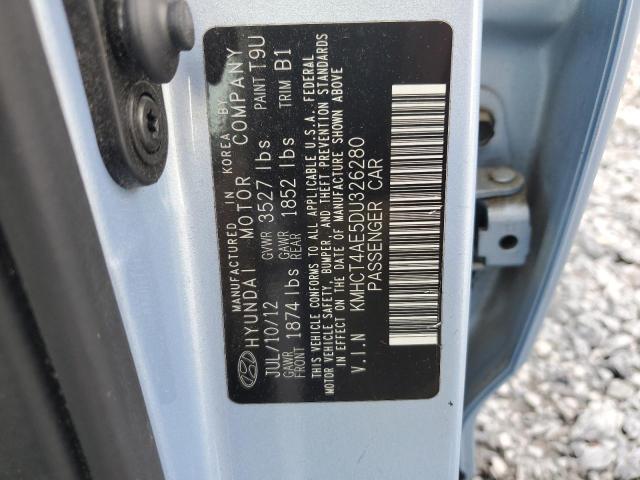 MANUFACTURED IN KOREA BY
HYUNDAI MOTOR COMPANY
JUL/10/12 GVWR 3527 lbs PAINT T9U
GAWR FRONT 1874 lbs GAWR REAR 1852 lbs TRIM B1
THIS VEHICLE CONFORMS TO ALL APPLICABLE U.S.A. FEDERAL
MOTOR VEHICLE SAFETY, BUMPER, AND THEFT PREVENTION STANDARDS
IN EFFECT ON THE DATE OF MANUFACTURE SHOWN ABOVE
V.I.N KMHCT4AE5DU326280
PASSENGER CAR